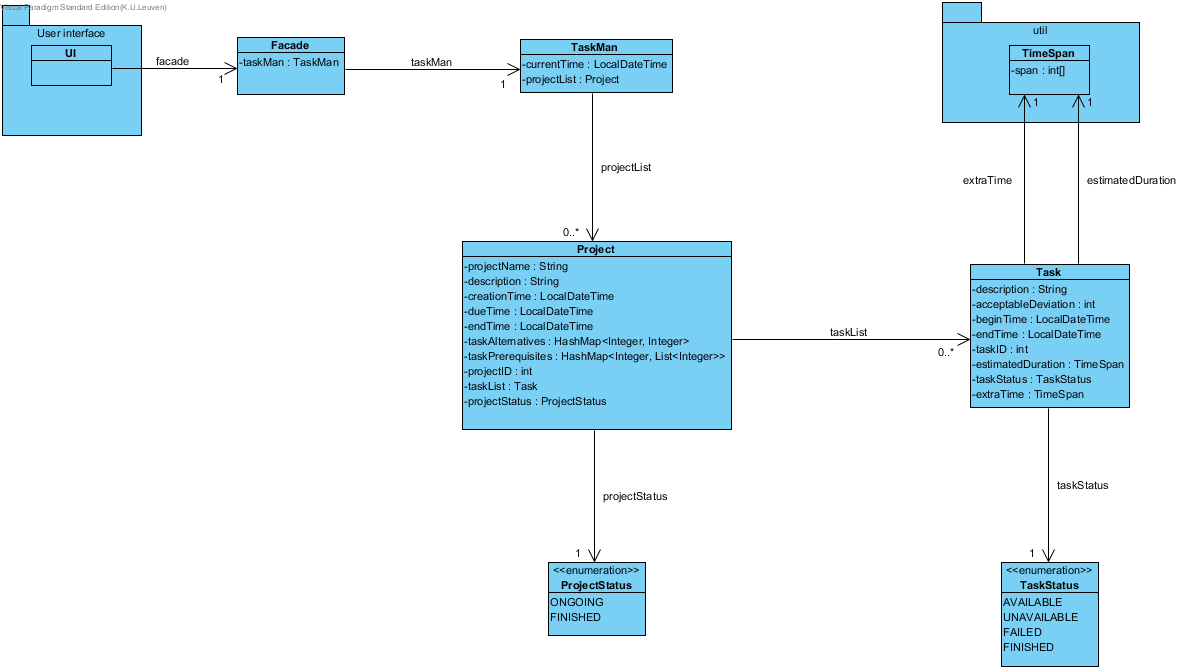 Visual Paradigm Standard Edition(K.U.Leuven)
User interface
UI
facade
1
Facade
-taskMan : TaskMan
taskMan
1
TaskMan
-currentTime : LocalDateTime
-projectList : Project
util
TimeSpan
-span : int[]
1
1
extraTime
estimatedDuration
projectList
0..*
Project
-projectName : String
-description : String
-creationTime : LocalDateTime
-dueTime : LocalDateTime
-endTime : LocalDateTime
-taskAlternatives : HashMap<Integer, Integer>
-taskPrerequisites : HashMap<Integer, List<Integer>>
-projectID : int
-taskList : Task
-projectStatus : ProjectStatus
taskList
0..*
Task
-description : String
-acceptableDeviation : int
-beginTime : LocalDateTime
-endTime : LocalDateTime
-taskID : int
-estimatedDuration : TimeSpan
-taskStatus : TaskStatus
-extraTime : TimeSpan
projectStatus
1
<<enumeration>>
ProjectStatus
ONGOING
FINISHED
taskStatus
1
<<enumeration>>
TaskStatus
AVAILABLE
UNAVAILABLE
FAILED
FINISHED